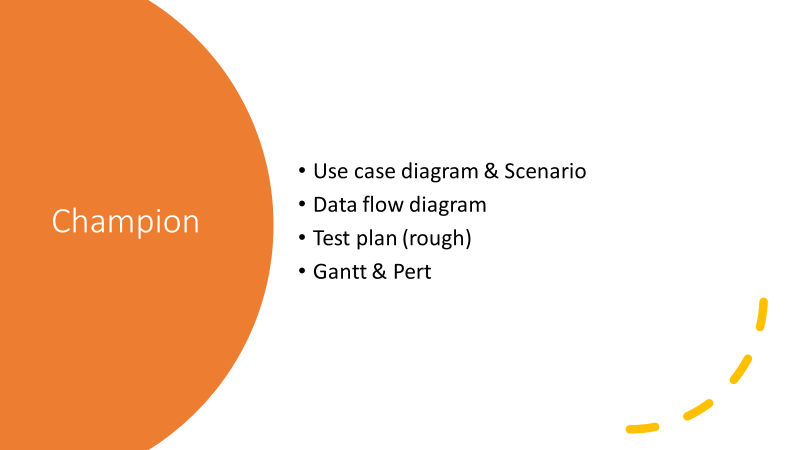 Champion
• Use case diagram & Scenario
• Data flow diagram
• Test plan (rough)
• Gantt & Pert